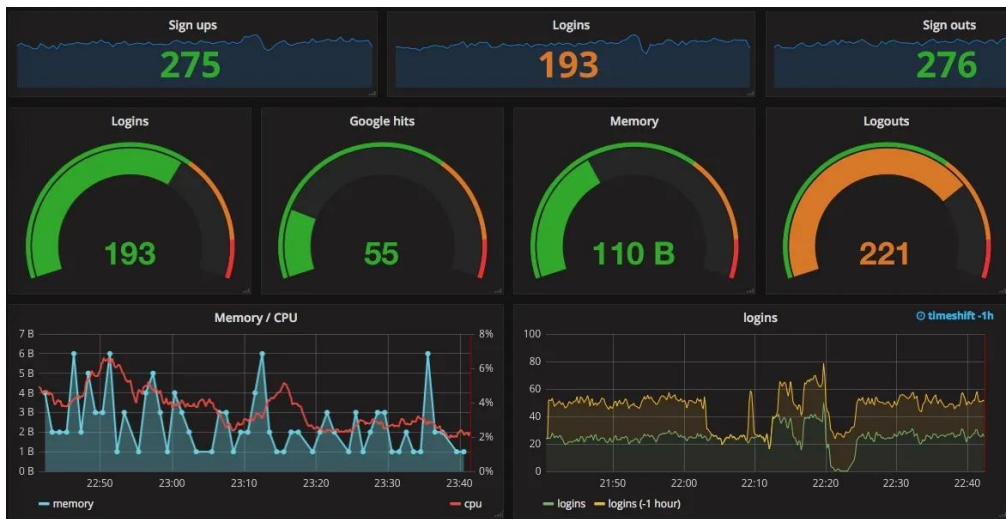 Sign ups
275
Logins
193
Sign outs
276
Logins
193
Google hits
55
Memory
110 B
Logouts
221
Memory / CPU
7 B
6 B
5 B
4 B
3 B
2 B
1 B
0 B
8%
6%
4%
2%
0%
22:50 23:00 23:10 23:20 23:30 23:40
memory cpu
logins
timeshift -1h
100
80
60
40
20
0
21:50 22:00 22:10 22:20 22:30 22:40
logins logins (-1 hour)